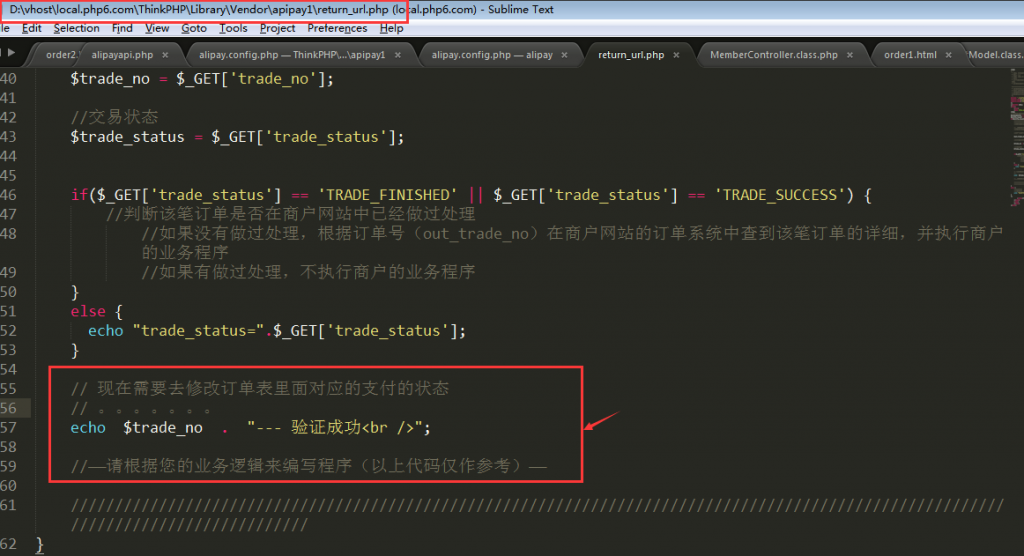 D:\vhost\local.php6.com\ThinkPHP\Library\Vendor\apipay1\return_url.php (local.php6.com) - Sublime Text
le Edit Selection Find View Goto Tools Project Preferences Help
order2. alipayapi.php × alipay.config.php — ThinkPHP\...\apipay1 × alipay.config.php — alipay × return_url.php × MemberController.class.php × order1.html × Model.class.
40 $trade_no = $_GET['trade_no'];
41
42 //交易状态
43 $trade_status = $_GET['trade_status'];
44
45
46 if($_GET['trade_status'] == 'TRADE_FINISHED' || $_GET['trade_status'] == 'TRADE_SUCCESS') {
47 //判断该笔订单是否在商户网站中已经做过处理
48 //如果没有做过处理，根据订单号（out_trade_no）在商户网站的订单系统中查到该笔订单的详细，并执行商户
的业务程序
49 //如果有做过处理，不执行商户的业务程序
50 }
51 else {
52 echo "trade_status=".$_GET['trade_status'];
53 }
54
55 // 现在需要去修改订单表里面对应的支付的状态
56 // 。。。。。。。
57 echo $trade_no . "--- 验证成功<br />";
58
59 //——请根据您的业务逻辑来编写程序（以上代码仅作参考）——
60
61 /////////////////////////////////////////////////////////////////////////////////////////////////////////
///////////////////////////
62 }